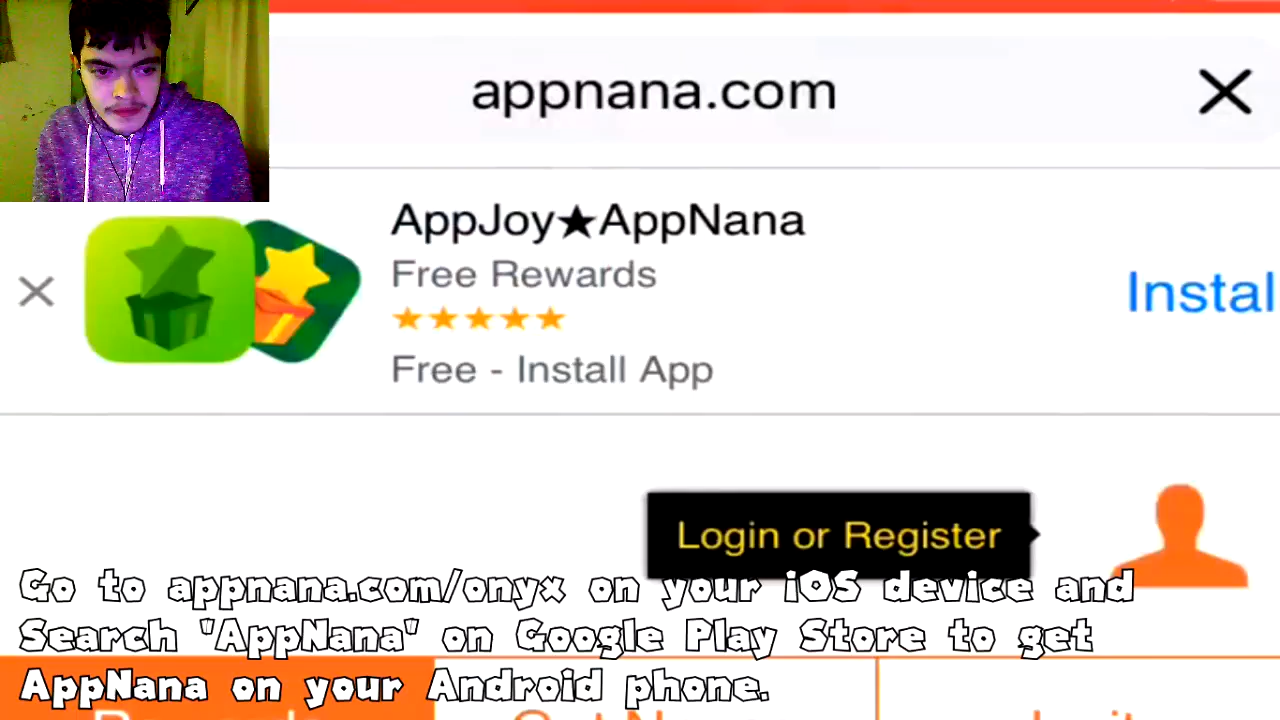 appnana.com
AppJoy★AppNana
Free Rewards
★★★★★
Free - Install App
Instal
Login or Register
Go to appnana.com/onyx on your iOS device and
Search "AppNana" on Google Play Store to get
AppNana on your Android phone.